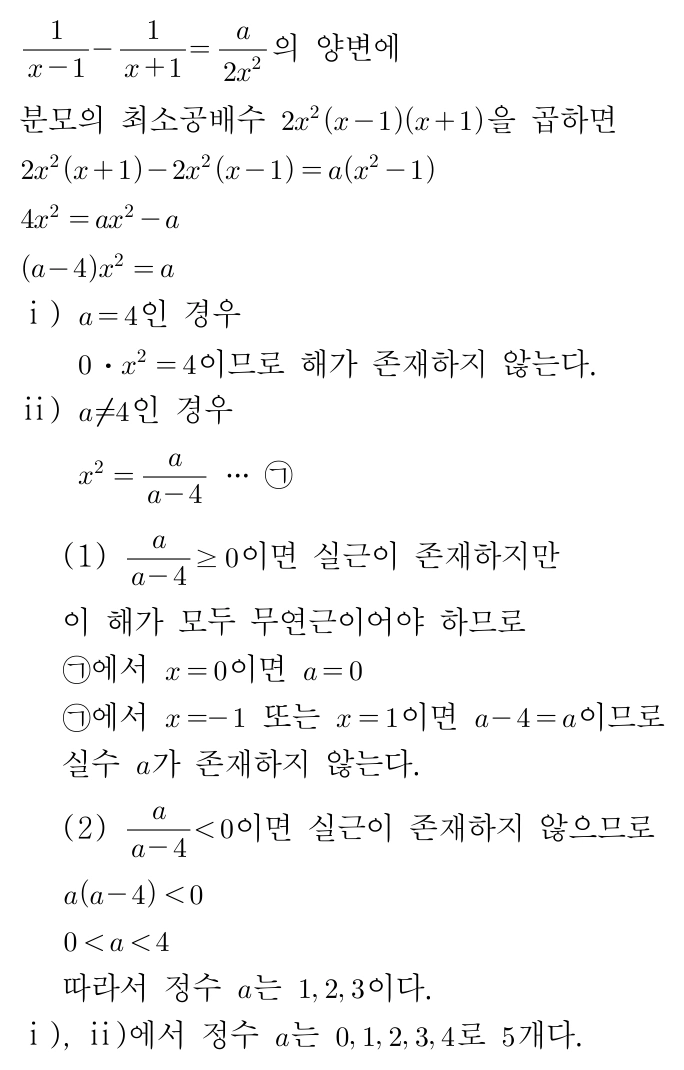 1/(x−1) − 1/(x+1) = a/(2x²)의 양변에
분모의 최소공배수 2x²(x−1)(x+1)을 곱하면
2x²(x+1)−2x²(x−1)=a(x²−1)
4x²=ax²−a
(a−4)x²=a
ⅰ) a=4인 경우
0·x²=4이므로 해가 존재하지 않는다.
ⅱ) a≠4인 경우
x²=a/(a−4) ··· ㉠
(1) a/(a−4)≥0이면 실근이 존재하지만
이 해가 모두 무연근이어야 하므로
㉠에서 x=0이면 a=0
㉠에서 x=−1 또는 x=1이면 a−4=a이므로
실수 a가 존재하지 않는다.
(2) a/(a−4)<0이면 실근이 존재하지 않으므로
a(a−4)<0
0<a<4
따라서 정수 a는 1, 2, 3이다.
ⅰ), ⅱ)에서 정수 a는 0, 1, 2, 3, 4로 5개다.